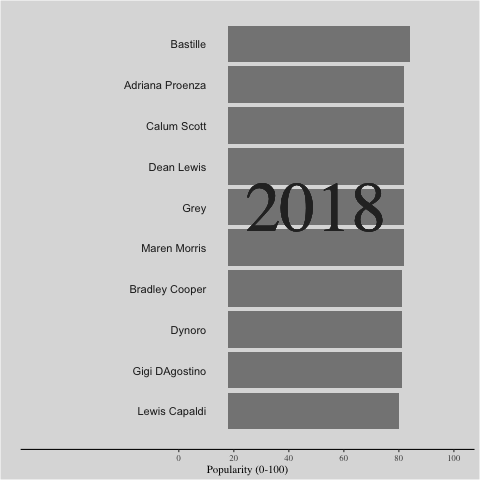 Bastille
Adriana Proenza
Calum Scott
Dean Lewis
Grey
2018
Maren Morris
Bradley Cooper
Dynoro
Gigi DAgostino
Lewis Capaldi
0 20 40 60 80 100
Popularity (0-100)